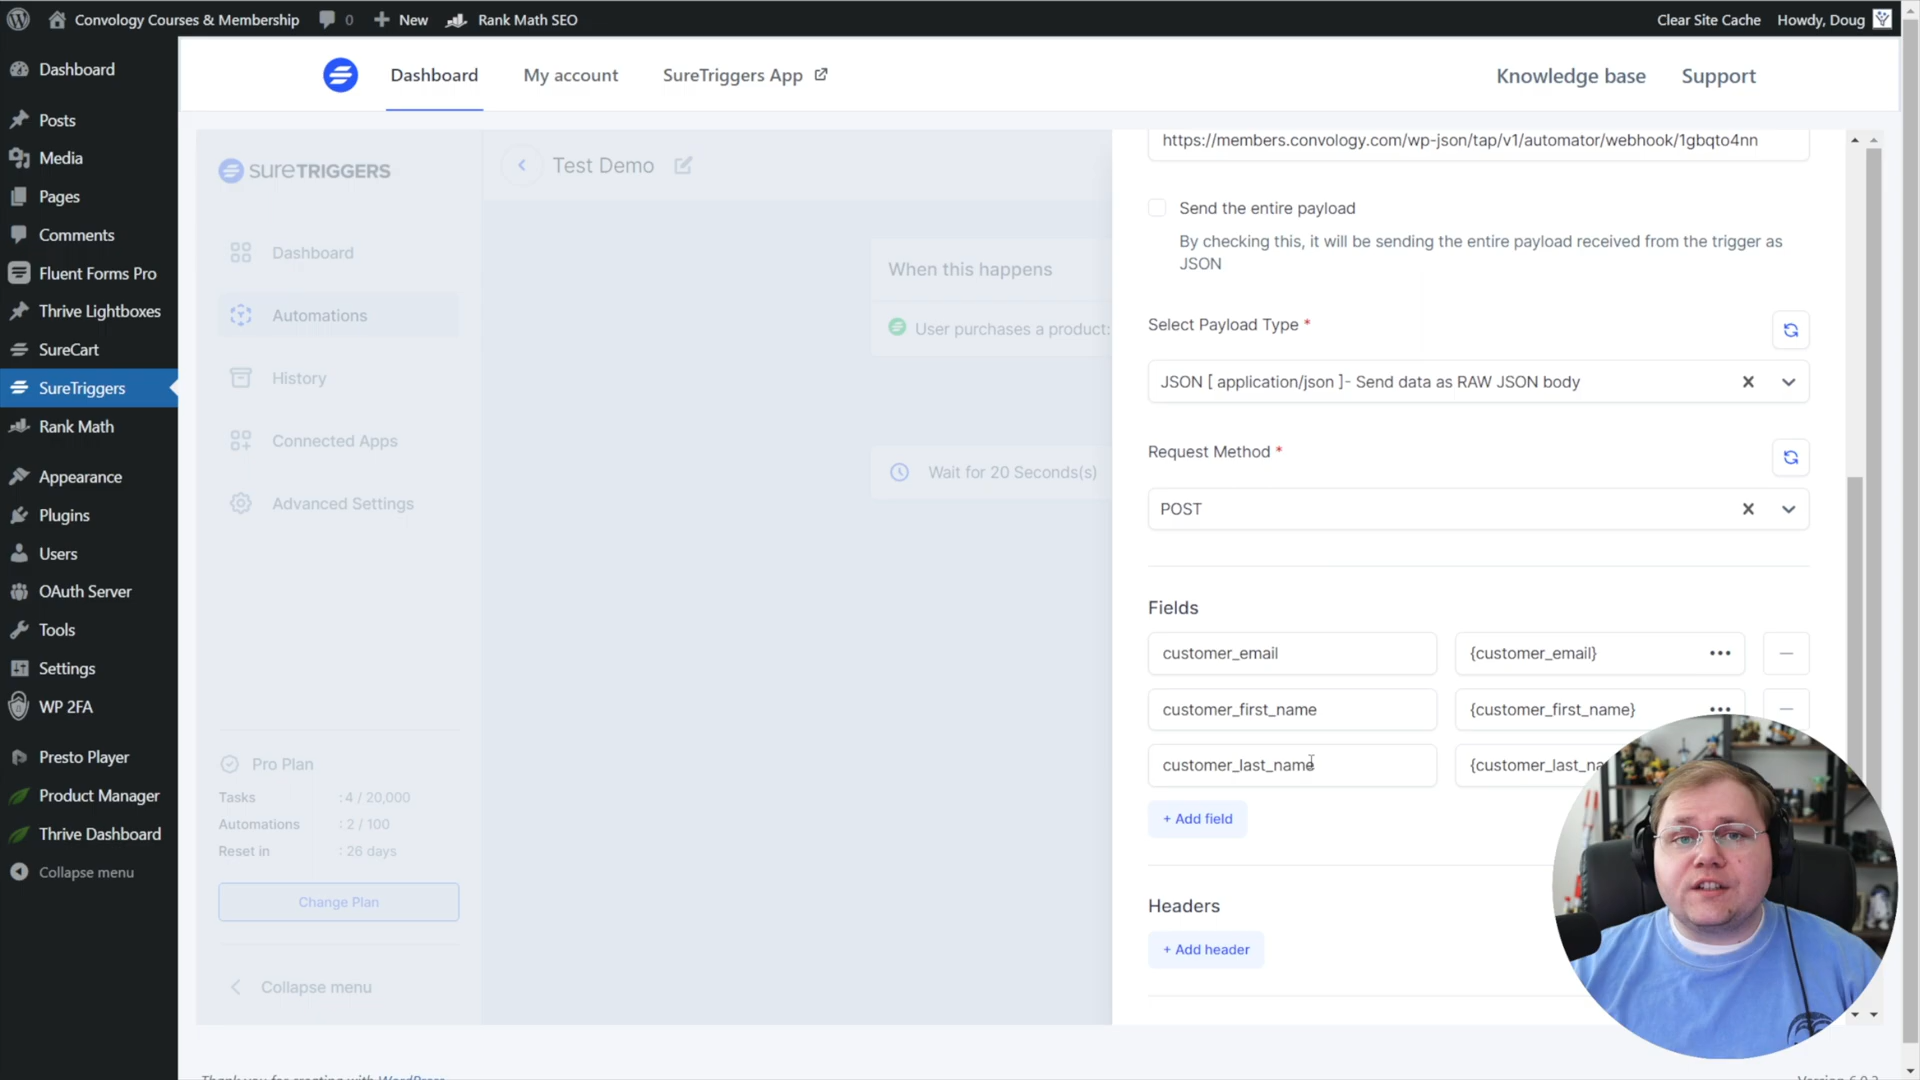 Convology Courses & Membership 0 New Rank Math SEO Clear Site Cache Howdy, Doug
Dashboard
Posts
Media
Pages
Comments
Fluent Forms Pro
Thrive Lightboxes
SureCart
SureTriggers
Rank Math
Appearance
Plugins
Users
OAuth Server
Tools
Settings
WP 2FA
Presto Player
Product Manager
Thrive Dashboard
Collapse menu
Dashboard My account SureTriggers App Knowledge base Support
SureTRIGGERS
Dashboard
Automations
History
Connected Apps
Advanced Settings
Pro Plan
Tasks : 4 / 20,000
Automations : 2 / 100
Reset in : 26 days
Change Plan
Collapse menu
Test Demo
When this happens
User purchases a product:
Wait for 20 Seconds(s)
https://members.convology.com/wp-json/tap/v1/automator/webhook/1gbqto4nn
Send the entire payload
By checking this, it will be sending the entire payload received from the trigger as
JSON
Select Payload Type *
JSON [ application/json ]- Send data as RAW JSON body
Request Method *
POST
Fields
customer_email {customer_email}
customer_first_name {customer_first_name}
customer_last_name {customer_last_na
+ Add field
Headers
+ Add header
Thank you for creating with WordPress